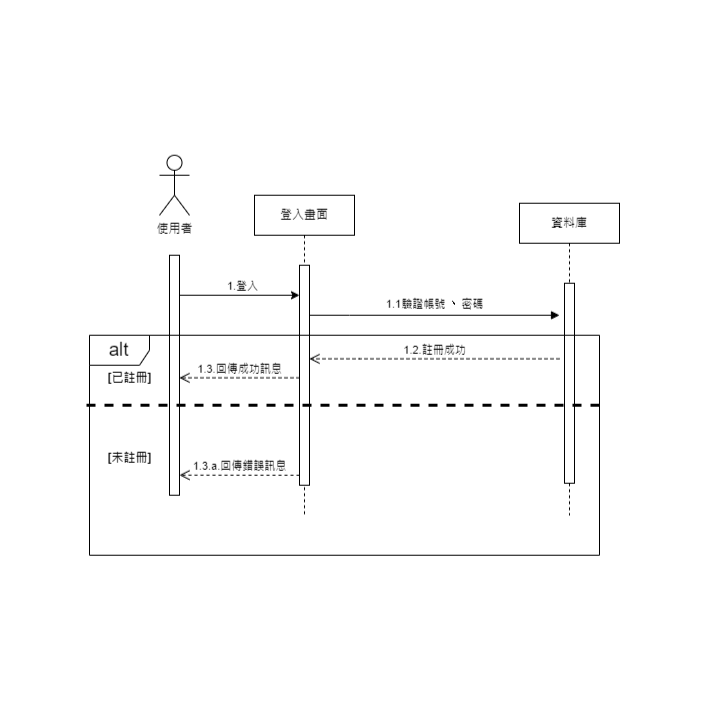 使用者
登入畫面
資料庫
1.登入
1.1驗證帳號、密碼
alt
1.2.註冊成功
1.3.回傳成功訊息
[已註冊]
[未註冊]
1.3.a.回傳錯誤訊息